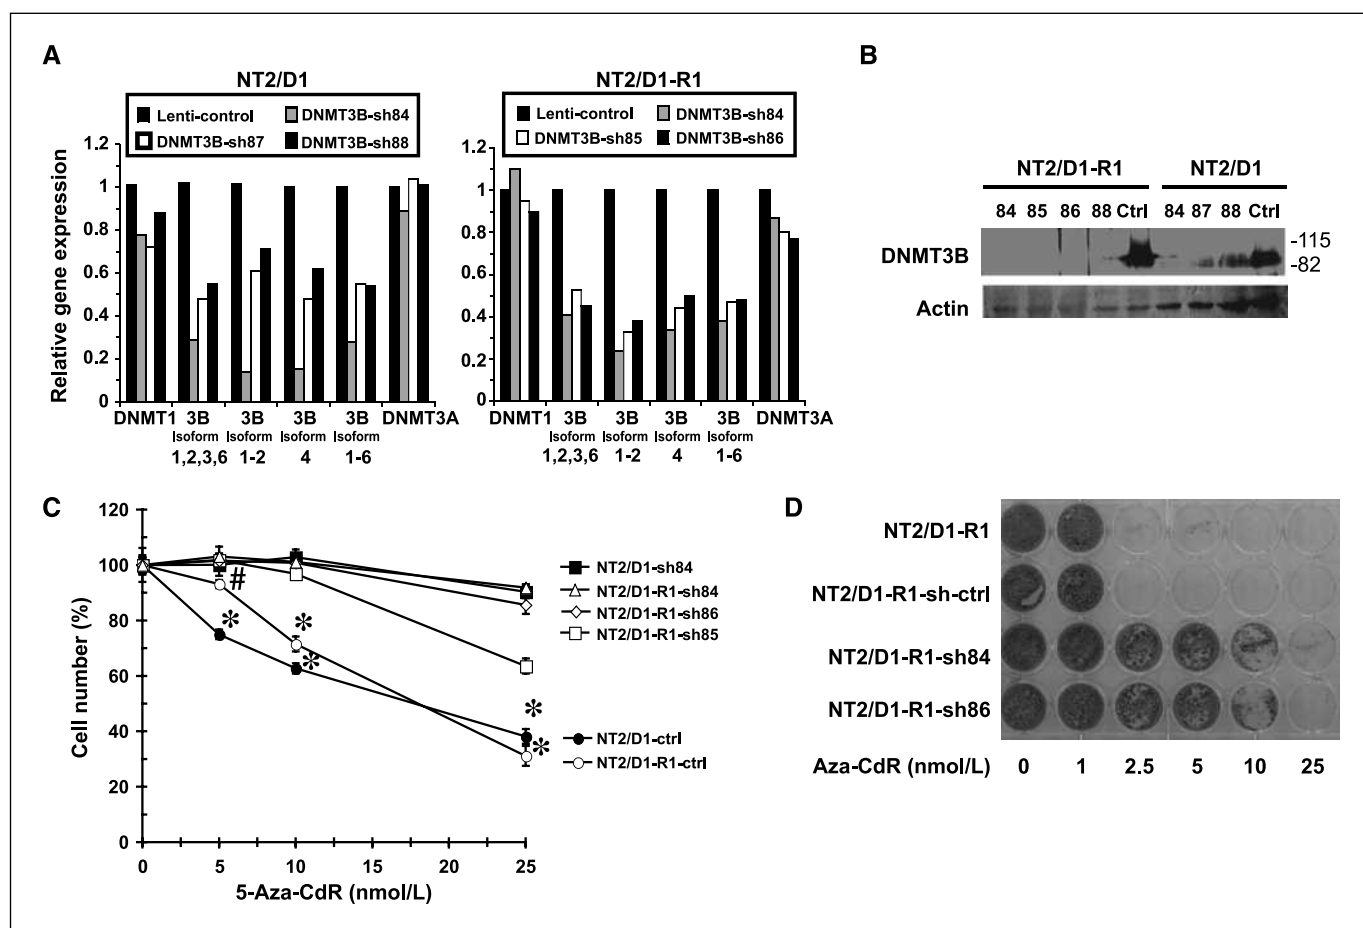 A
NT2/D1
Lenti-control
DNMT3B-sh84
DNMT3B-sh87
DNMT3B-sh88
Relative gene expression
1.2
1
0.8
0.6
0.4
0.2
0
DNMT1
3B
Isoform
1,2,3,6
3B
Isoform
1-2
3B
Isoform
4
3B
Isoform
1-6
DNMT3A
NT2/D1-R1
Lenti-control
DNMT3B-sh84
DNMT3B-sh85
DNMT3B-sh86
1.2
1
0.8
0.6
0.4
0.2
0
DNMT1
3B
Isoform
1,2,3,6
3B
Isoform
1-2
3B
Isoform
4
3B
Isoform
1-6
DNMT3A
B
NT2/D1-R1 NT2/D1
84 85 86 88 Ctrl 84 87 88 Ctrl
DNMT3B
-115
-82
Actin
C
Cell number (%)
120
100
80
60
40
20
0
0 5 10 15 20 25
5-Aza-CdR (nmol/L)
#
*
*
*
*
*
NT2/D1-sh84
NT2/D1-R1-sh84
NT2/D1-R1-sh86
NT2/D1-R1-sh85
NT2/D1-ctrl
NT2/D1-R1-ctrl
D
NT2/D1-R1
NT2/D1-R1-sh-ctrl
NT2/D1-R1-sh84
NT2/D1-R1-sh86
Aza-CdR (nmol/L) 0 1 2.5 5 10 25